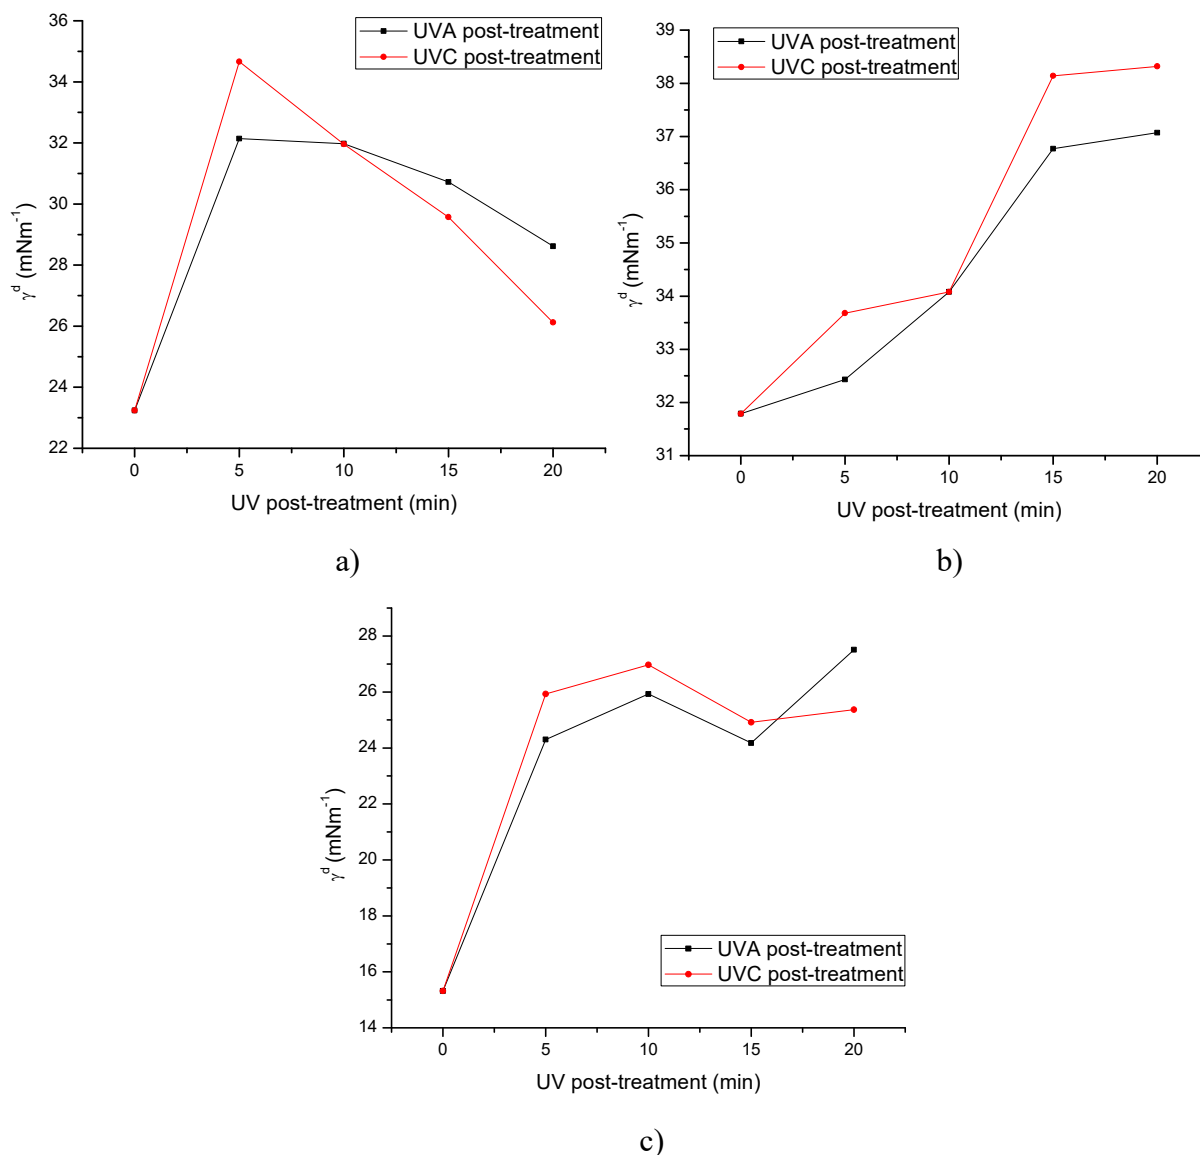 UVA post-treatment
UVC post-treatment
36
34
32
30
28
26
24
22
γᵈ (mNm⁻¹)
0 5 10 15 20
UV post-treatment (min)
a)
UVA post-treatment
UVC post-treatment
39
38
37
36
35
34
33
32
31
γᵈ (mNm⁻¹)
0 5 10 15 20
UV post-treatment (min)
b)
28
26
24
22
20
18
16
14
γᵈ (mNm⁻¹)
UVA post-treatment
UVC post-treatment
0 5 10 15 20
UV post-treatment (min)
c)